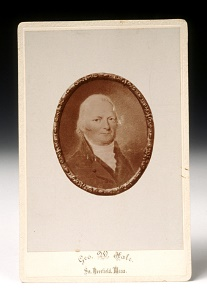 Geo. W. Hale.
So. Deerfield, Mass.